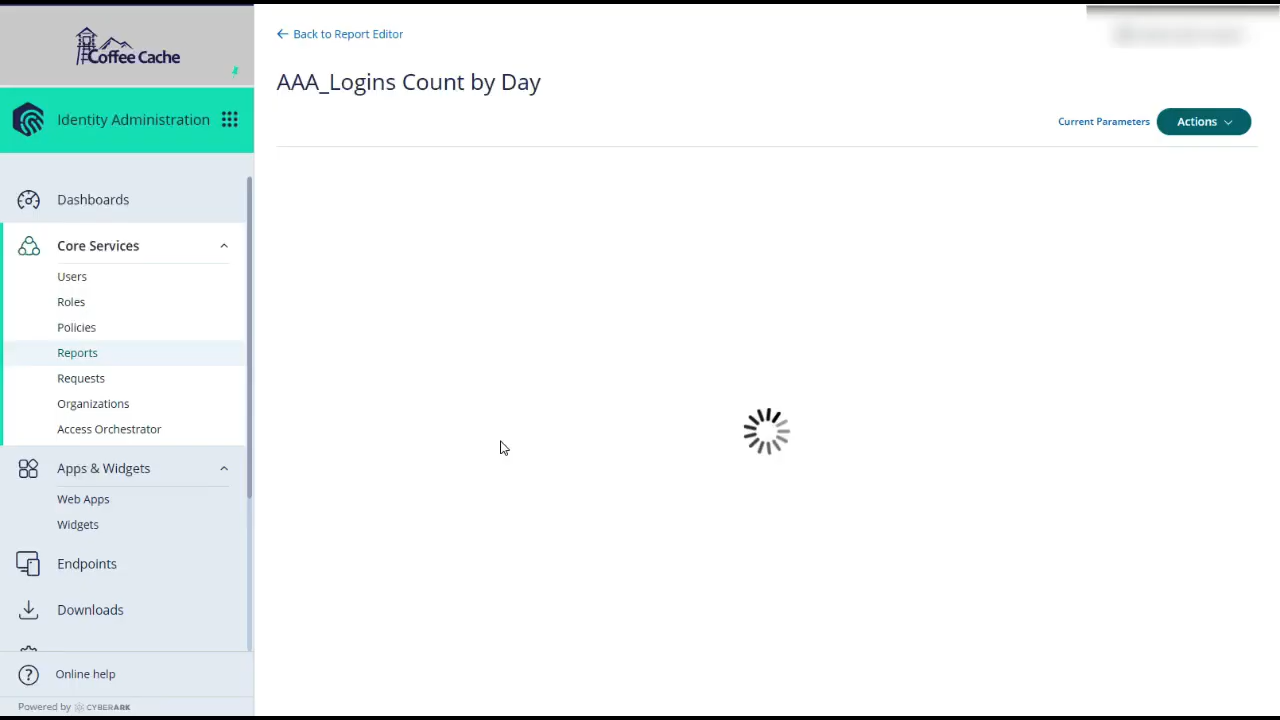 Coffee Cache
Identity Administration
Dashboards
Core Services
Users
Roles
Policies
Reports
Requests
Organizations
Access Orchestrator
Apps & Widgets
Web Apps
Widgets
Endpoints
Downloads
Online help
Powered by CYBERARK
Back to Report Editor
AAA_Logins Count by Day
Current Parameters
Actions